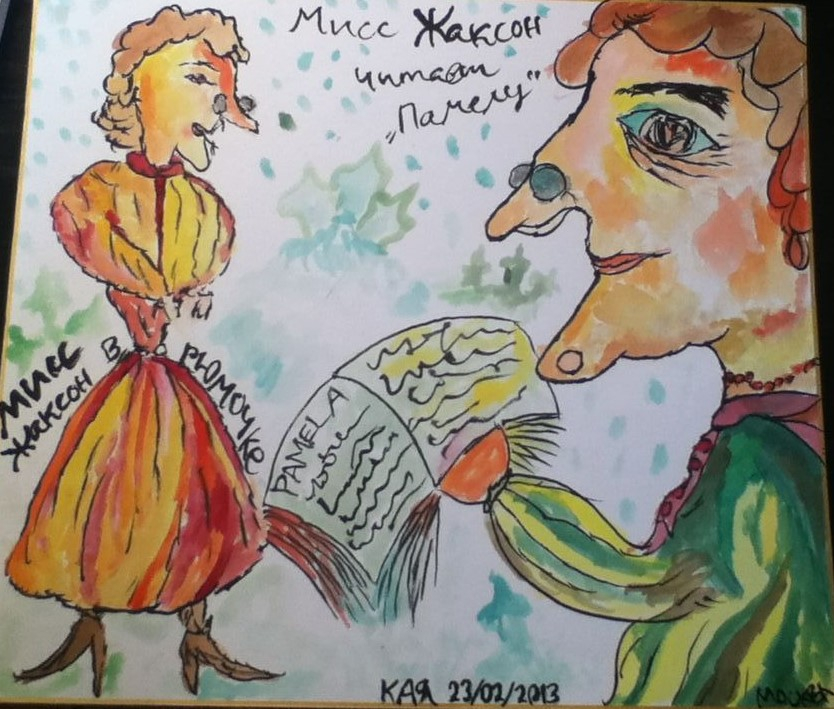 Мисс Жаксон
читает
„Памелу"
Мисс
Жаксон в
рюмочке
PAMELA
КАЯ 23/02/2013